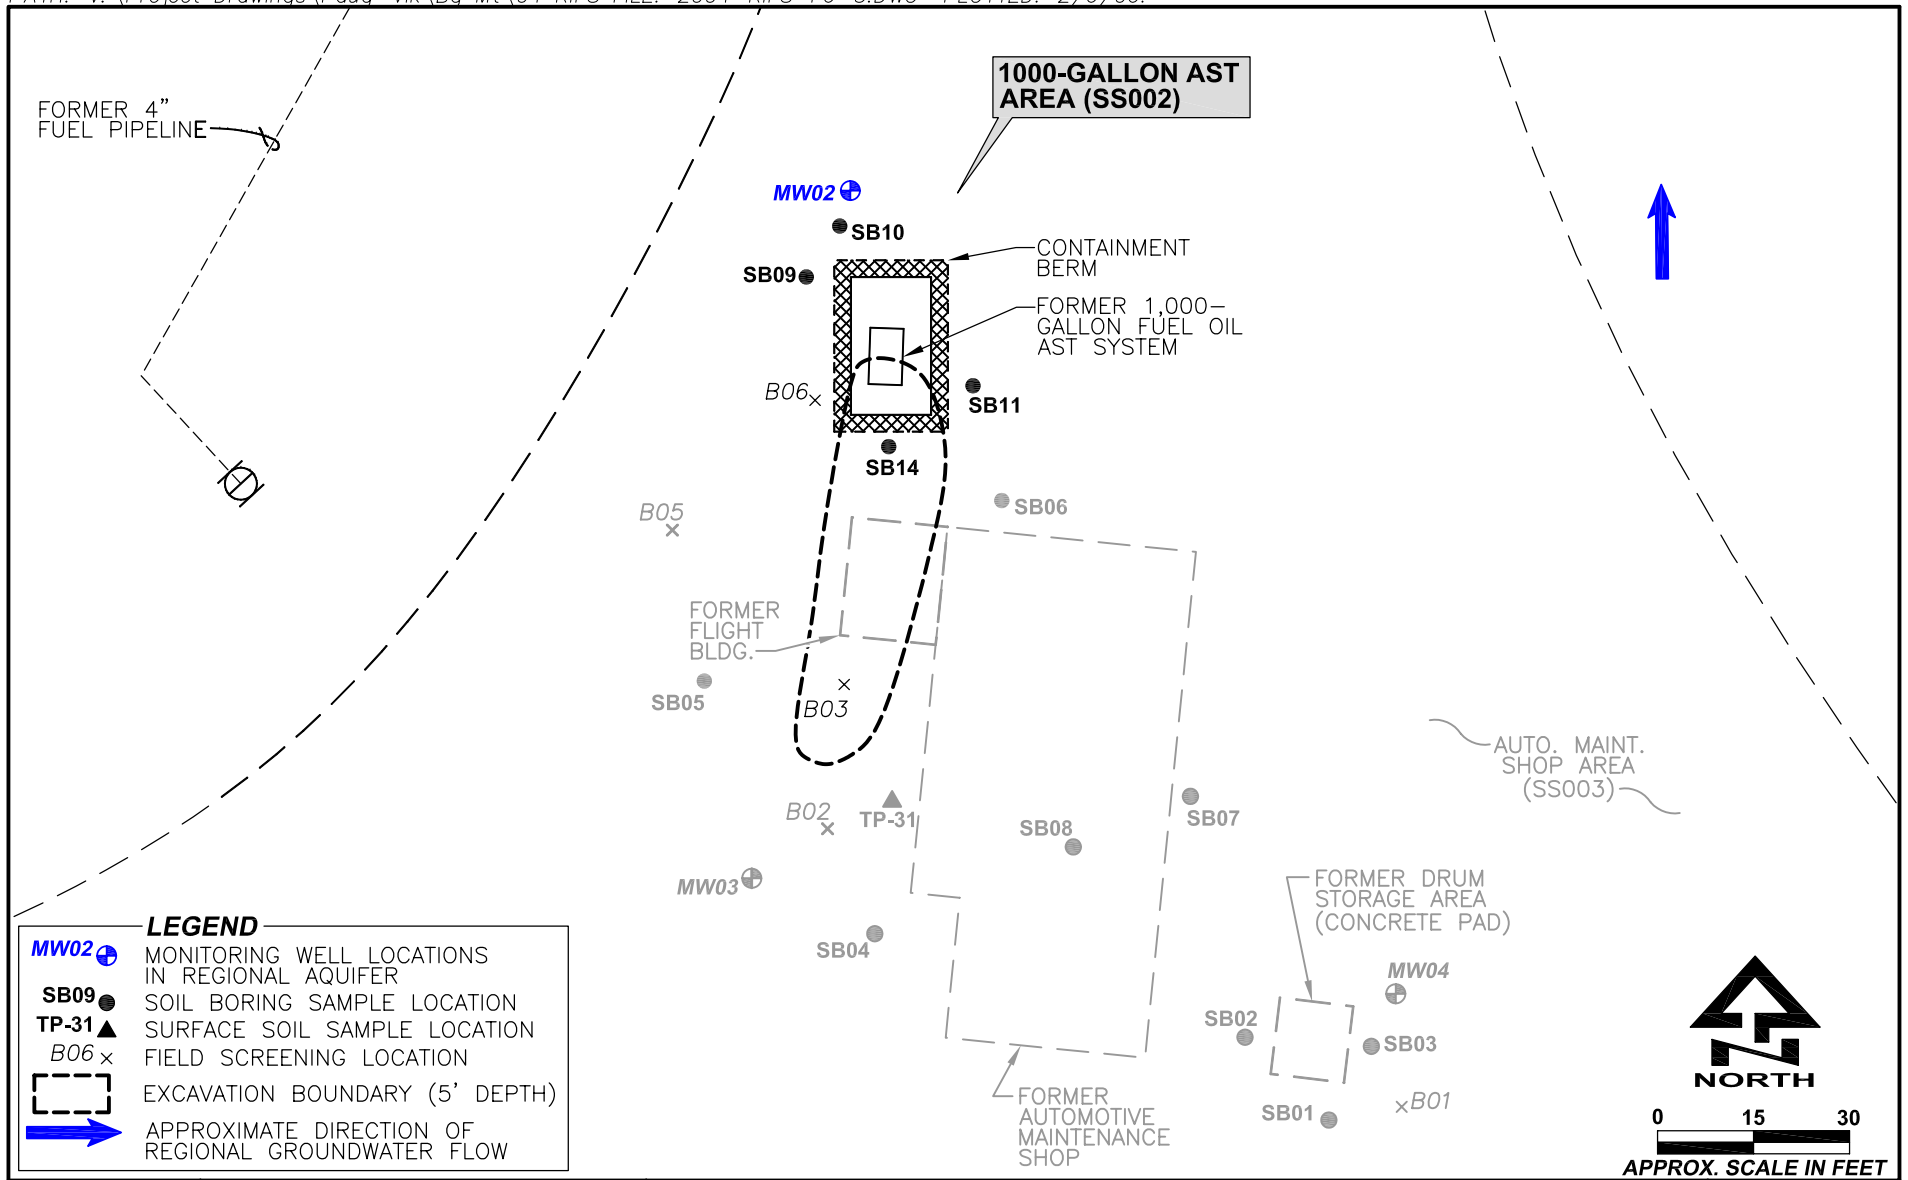 FORMER 4"
FUEL PIPELINE
1000-GALLON AST
AREA (SS002)
MW02
SB10
SB09
CONTAINMENT
BERM
FORMER 1,000-
GALLON FUEL OIL
AST SYSTEM
B06
SB11
SB14
B05
SB06
FORMER
FLIGHT
BLDG.
SB05
B03
AUTO. MAINT.
SHOP AREA
(SS003)
B02
TP-31
SB08
SB07
MW03
FORMER DRUM
STORAGE AREA
(CONCRETE PAD)
SB04
MW04
SB02
SB03
SB01
B01
FORMER
AUTOMOTIVE
MAINTENANCE
SHOP
LEGEND
MW02 MONITORING WELL LOCATIONS
IN REGIONAL AQUIFER
SB09 SOIL BORING SAMPLE LOCATION
TP-31 SURFACE SOIL SAMPLE LOCATION
B06 FIELD SCREENING LOCATION
EXCAVATION BOUNDARY (5' DEPTH)
APPROXIMATE DIRECTION OF
REGIONAL GROUNDWATER FLOW
N
NORTH
0 15 30
APPROX. SCALE IN FEET